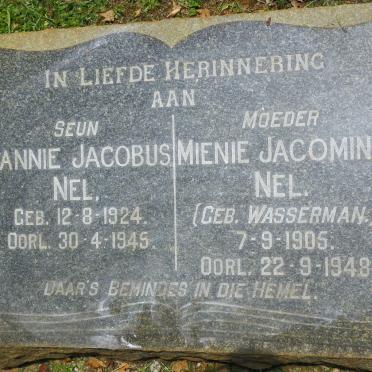 IN LIEFDE HERINNERING
AAN
SEUN
ANNIE JACOBUS
NEL,
GEB. 12-8-1924.
OORL. 30-4-1945.
MOEDER
MIENIE JACOMIN
NEL.
(GEB. WASSERMAN.)
7-9-1905.
OORL. 22-9-1948
DAAR'S BEMINDES IN DIE HEMEL.